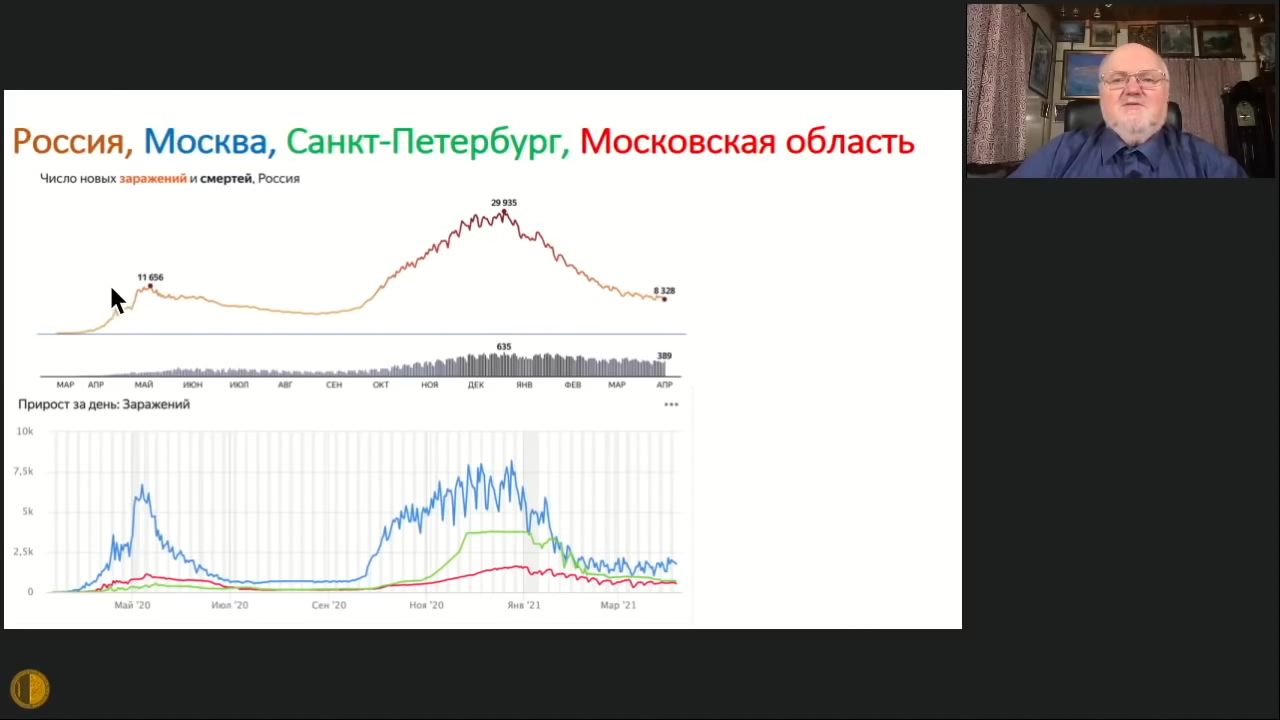 Россия, Москва, Санкт-Петербург, Московская область
Число новых заражений и смертей, Россия
29 935
11 656
8 328
635
389
МАР АПР МАЙ ИЮН ИЮЛ АВГ СЕН ОКТ НОЯ ДЕК ЯНВ ФЕВ МАР АПР
Прирост за день: Заражений
10k
7,5k
5k
2,5k
0
Май '20 Июл '20 Сен '20 Ноя '20 Янв '21 Мар '21